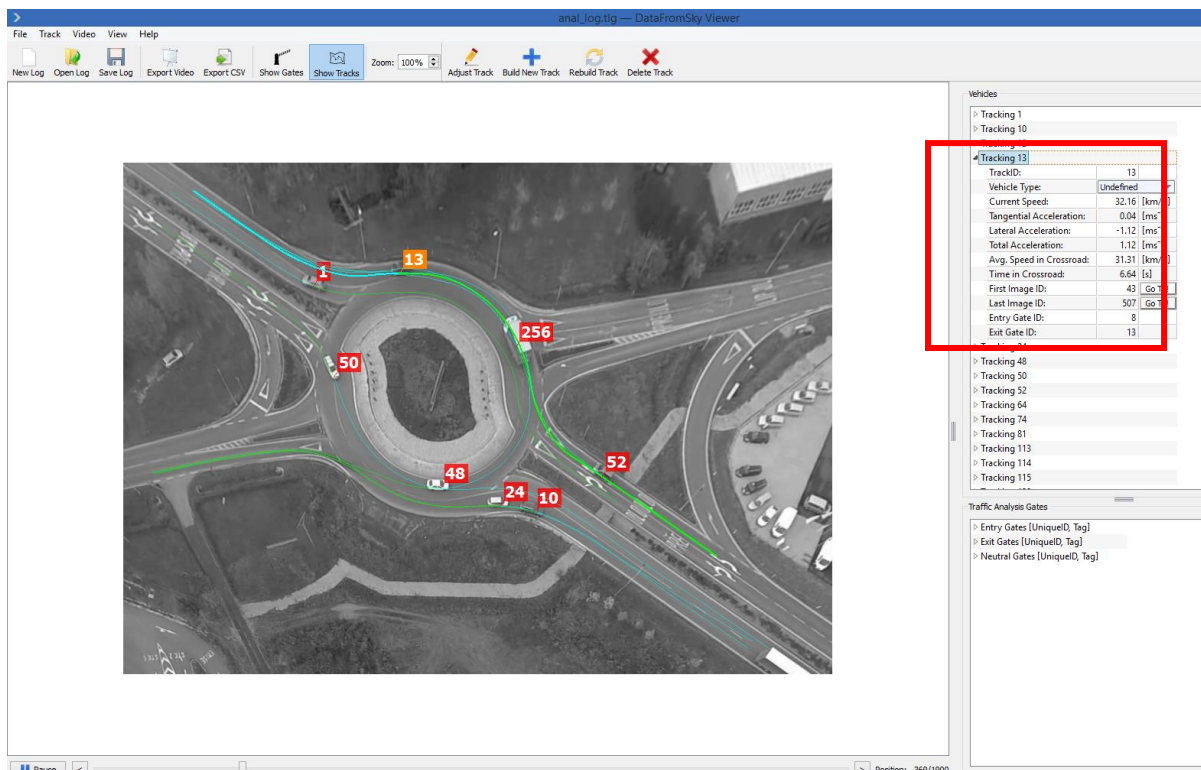 anal_log.tlg — DataFromSky Viewer
File Track Video View Help
New Log Open Log Save Log Export Video Export CSV Show Gates Show Tracks Zoom: 100% Adjust Track Build New Track Rebuild Track Delete Track
Vehicles
Tracking 1
Tracking 10
Tracking 13
TrackID: 13
Vehicle Type: Undefined
Current Speed: 32.16
Tangential Acceleration: 0.04
Lateral Acceleration: -1.12
Total Acceleration: 1.12
Avg. Speed in Crossroad: 31.31
Time in Crossroad: 6.64 [s]
First Image ID: 43
Last Image ID: 507
Entry Gate ID: 8
Exit Gate ID: 13
Tracking 48
Tracking 50
Tracking 52
Tracking 64
Tracking 74
Tracking 81
Tracking 113
Tracking 114
Tracking 115
1
13
256
50
52
48
24
10
Traffic Analysis Gates
Entry Gates [UniqueID, Tag]
Exit Gates [UniqueID, Tag]
Neutral Gates [UniqueID, Tag]
Pause < > Position: 369/1900